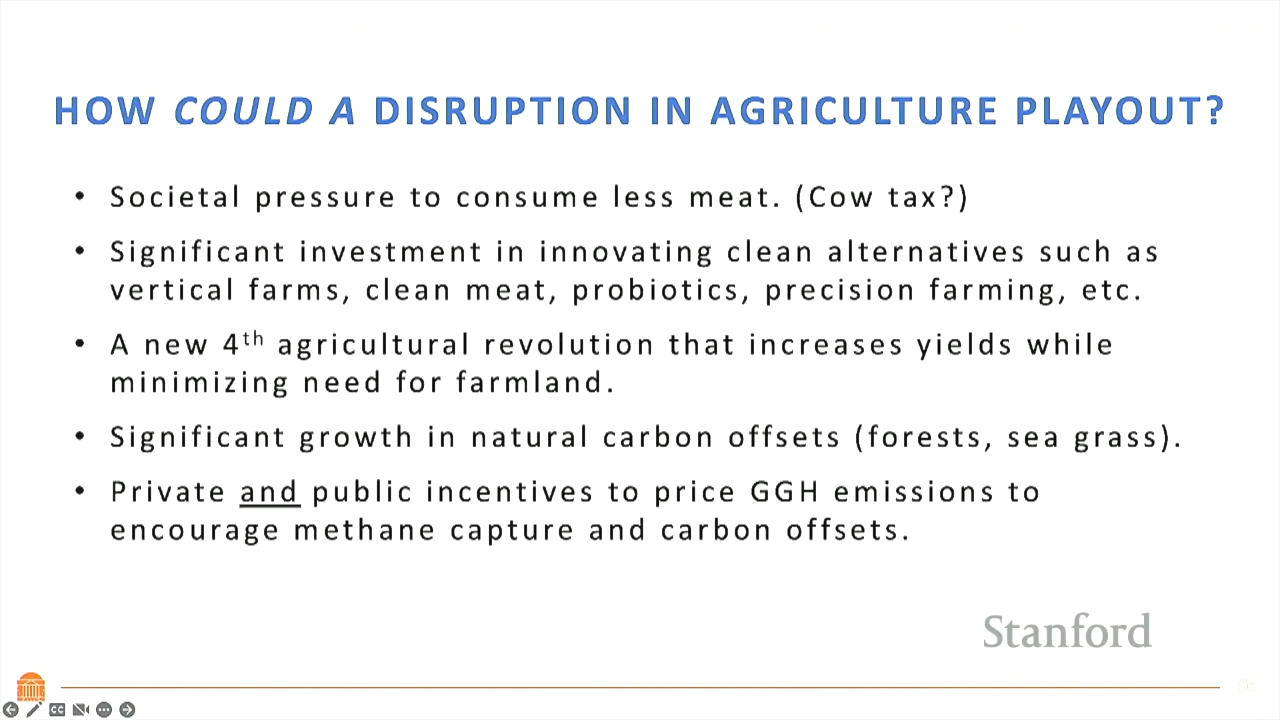 HOW COULD A DISRUPTION IN AGRICULTURE PLAYOUT?
• Societal pressure to consume less meat. (Cow tax?)
• Significant investment in innovating clean alternatives such as
vertical farms, clean meat, probiotics, precision farming, etc.
• A new 4th agricultural revolution that increases yields while
minimizing need for farmland.
• Significant growth in natural carbon offsets (forests, sea grass).
• Private and public incentives to price GGH emissions to
encourage methane capture and carbon offsets.
Stanford
CC